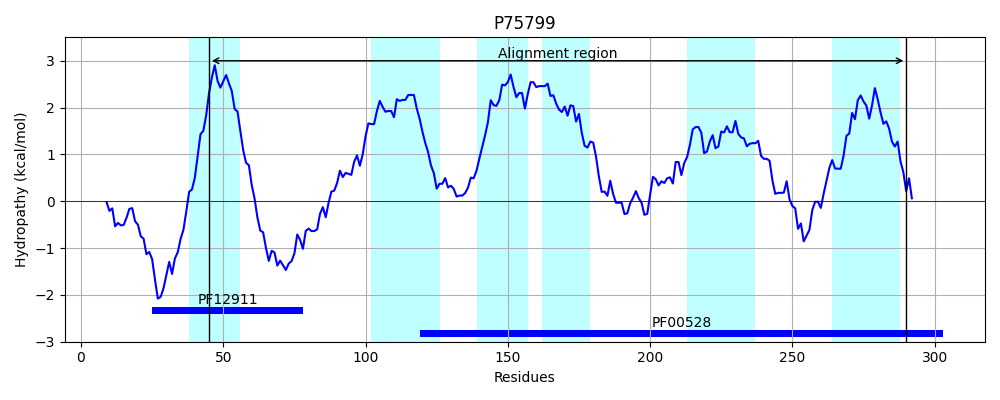 P75799
Hydropathy (kcal/mol)
3
2
1
0
−1
−2
−3
Alignment region
PF12911
PF00528
0
50
100
150
200
250
300
Residues